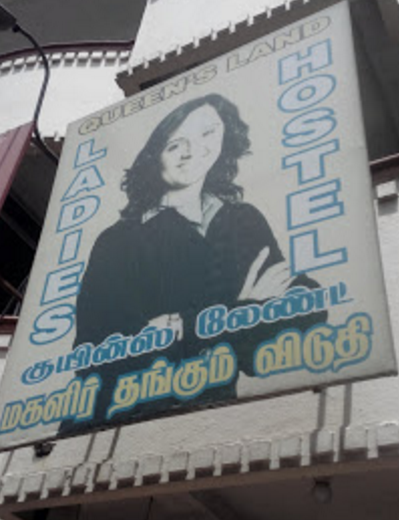 QUEEN'S LAND
LADIES
HOSTEL
குயின்ஸ் லேண்ட்
மகளிர் தங்கும் விடுதி